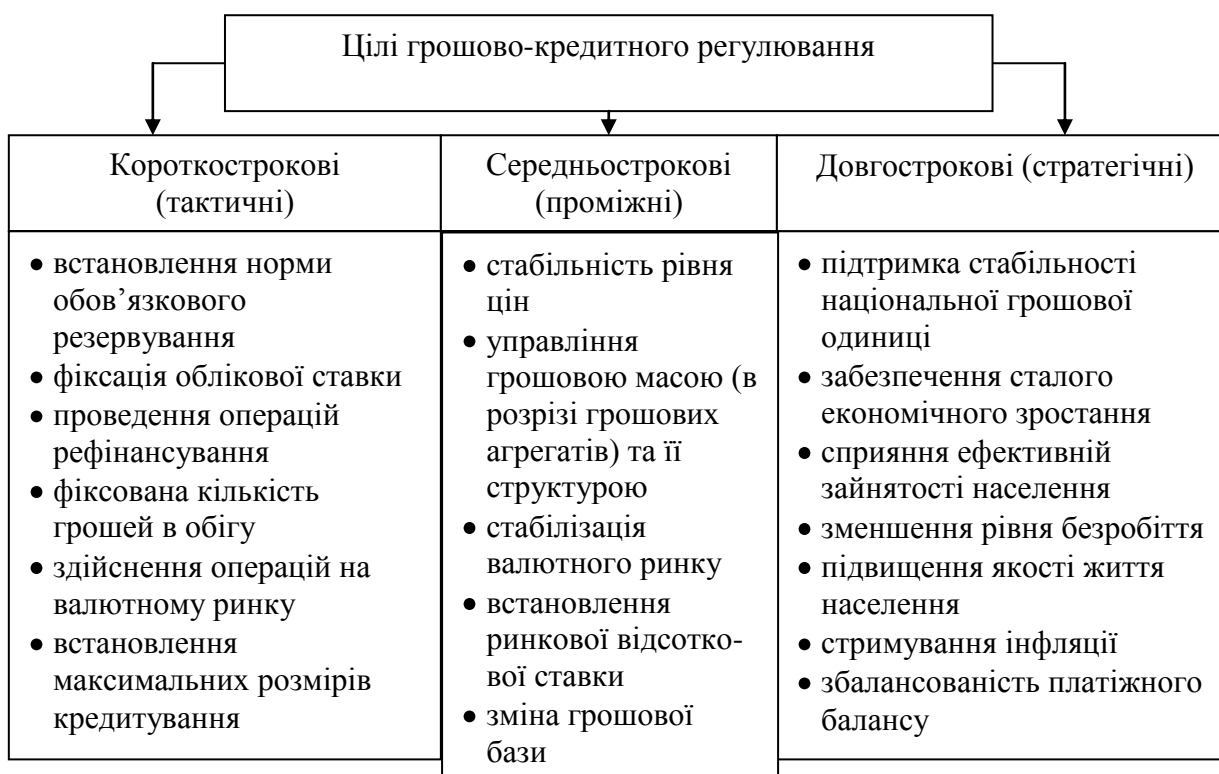 Цілі грошово-кредитного регулювання
Короткострокові
(тактичні)
• встановлення норми
обов’язкового
резервування
• фіксація облікової ставки
• проведення операцій
рефінансування
• фіксована кількість
грошей в обігу
• здійснення операцій на
валютному ринку
• встановлення
максимальних розмірів
кредитування
Середньострокові
(проміжні)
• стабільність рівня
цін
• управління
грошовою масою (в
розрізі грошових
агрегатів) та її
структурою
• стабілізація
валютного ринку
• встановлення
ринкової відсотко-
вої ставки
• зміна грошової
бази
Довгострокові (стратегічні)
• підтримка стабільності
національної грошової
одиниці
• забезпечення сталого
економічного зростання
• сприяння ефективній
зайнятості населення
• зменшення рівня безробіття
• підвищення якості життя
населення
• стримування інфляції
• збалансованість платіжного
балансу